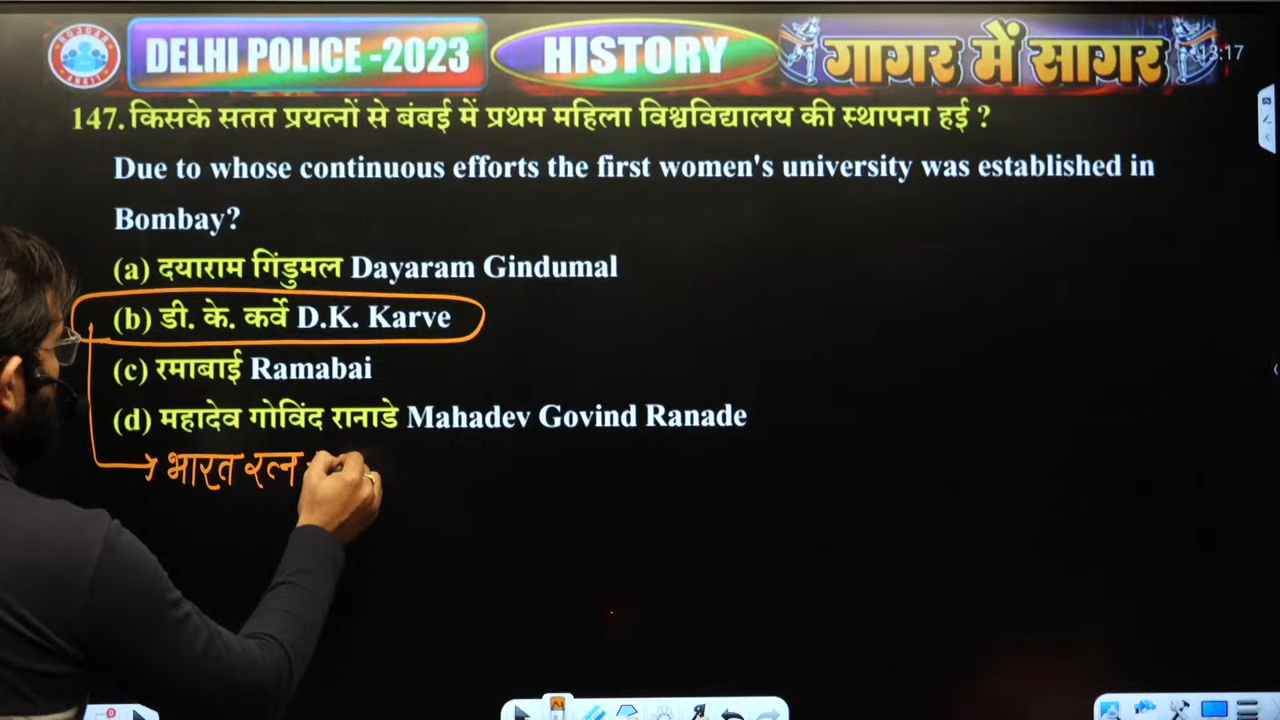 ROJGAR
ANKIT
DELHI POLICE -2023
HISTORY
गागर में सागर
13:17
147. किसके सतत प्रयत्नों से बंबई में प्रथम महिला विश्वविद्यालय की स्थापना हई ?
Due to whose continuous efforts the first women's university was established in
Bombay?
(a) दयाराम गिंडुमल Dayaram Gindumal
(b) डी. के. कर्वे D.K. Karve
(c) रमाबाई Ramabai
(d) महादेव गोविंद रानाडे Mahadev Govind Ranade
भारत रत्न